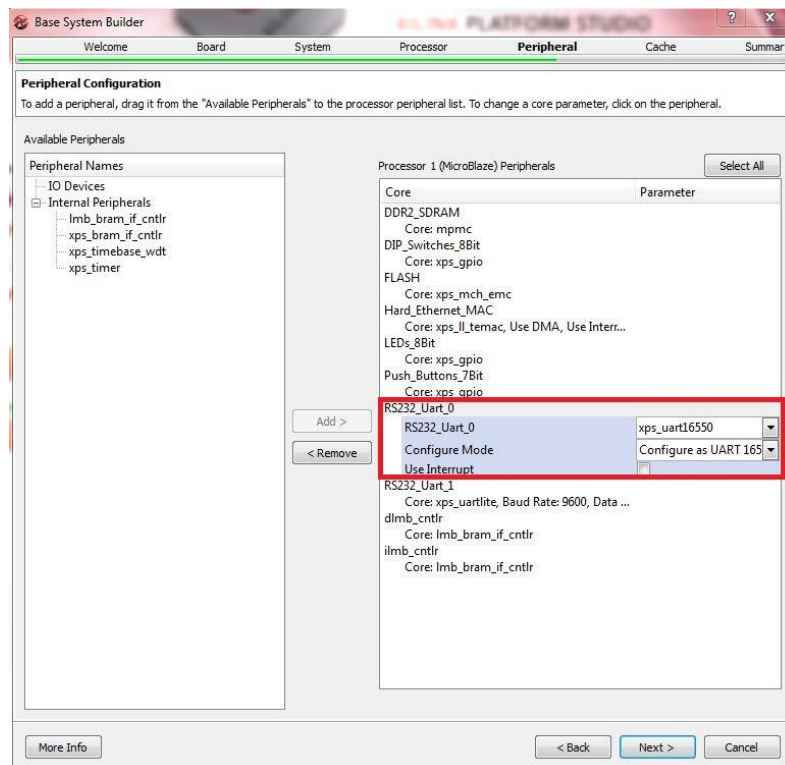 Base System Builder
PLATFORM STUDIO
Welcome Board System Processor Peripheral Cache Summar
Peripheral Configuration
To add a peripheral, drag it from the "Available Peripherals" to the processor peripheral list. To change a core parameter, click on the peripheral.
Available Peripherals
Peripheral Names
IO Devices
Internal Peripherals
lmb_bram_if_cntlr
xps_bram_if_cntlr
xps_timebase_wdt
xps_timer
Add >
< Remove
Processor 1 (MicroBlaze) Peripherals Select All
Core Parameter
DDR2_SDRAM
Core: mpmc
DIP_Switches_8Bit
Core: xps_gpio
FLASH
Core: xps_mch_emc
Hard_Ethernet_MAC
Core: xps_ll_temac, Use DMA, Use Interr...
LEDs_8Bit
Core: xps_gpio
Push_Buttons_7Bit
Core: xps_gpio
RS232_Uart_0
RS232_Uart_0 xps_uart16550
Configure Mode Configure as UART 165
Use Interrupt
RS232_Uart_1
Core: xps_uartlite, Baud Rate: 9600, Data ...
dlmb_cntlr
Core: lmb_bram_if_cntlr
ilmb_cntlr
Core: lmb_bram_if_cntlr
More Info < Back Next > Cancel